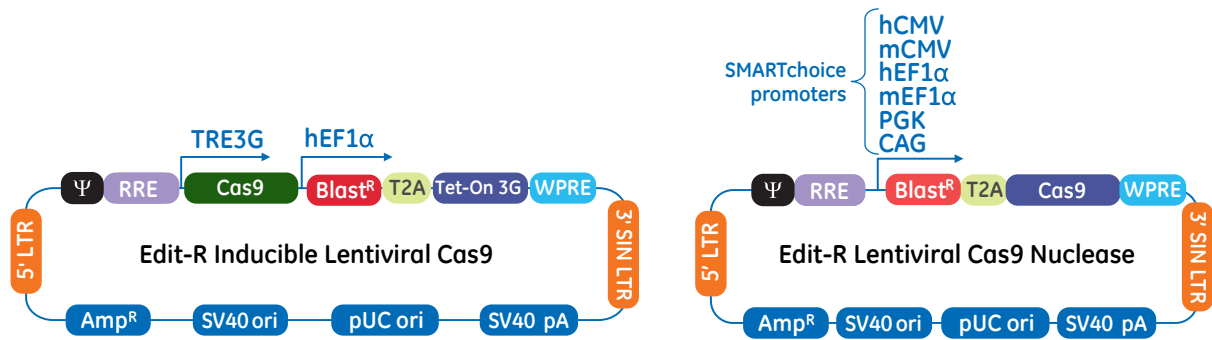 TRE3G
hEF1α
Ψ
RRE
Cas9
Blastᴿ
T2A
Tet-On 3G
WPRE
5' LTR
Edit-R Inducible Lentiviral Cas9
3' SIN LTR
Ampᴿ
SV40 ori
pUC ori
SV40 pA
SMARTchoice
promoters
hCMV
mCMV
hEF1α
mEF1α
PGK
CAG
Ψ
RRE
Blastᴿ
T2A
Cas9
WPRE
5' LTR
Edit-R Lentiviral Cas9 Nuclease
3' SIN LTR
Ampᴿ
SV40 ori
pUC ori
SV40 pA